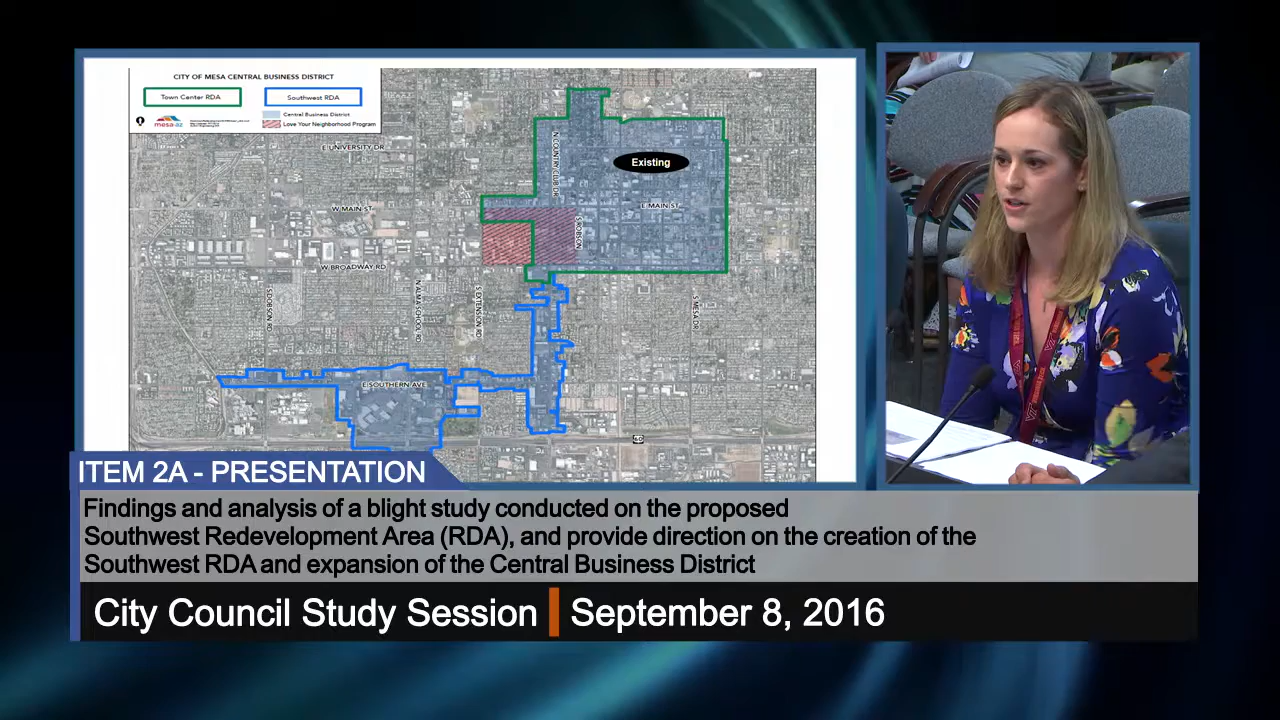 CITY OF MESA CENTRAL BUSINESS DISTRICT
Town Center RDA
Southwest RDA
Central Business District
Love Your Neighborhood Program
mesa·az
E UNIVERSITY DR
N COUNTRY CLUB DR
Existing
W MAIN ST
E MAIN ST
S ROBSON
W BROADWAY RD
S DOBSON RD
N ALMA SCHOOL RD
S EXTENSION RD
S MESA DR
E SOUTHERN AVE
60
ITEM 2A - PRESENTATION
Findings and analysis of a blight study conducted on the proposed
Southwest Redevelopment Area (RDA), and provide direction on the creation of the
Southwest RDA and expansion of the Central Business District
City Council Study Session
September 8, 2016